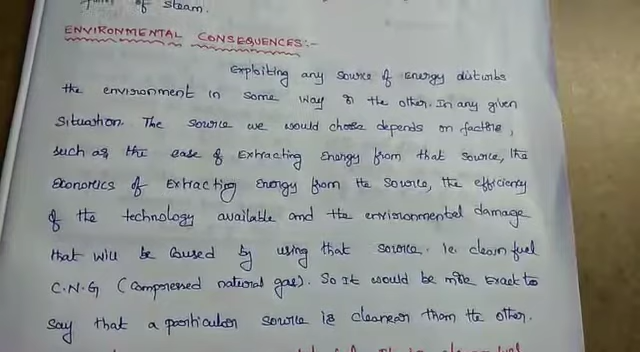 of steam.
ENVIRONMENTAL CONSEQUENCES:-
Exploiting any source of energy disturbs
the environment in some way or the other. In any given
Situation. The source we would choose depends on factors,
such as the ease of Extracting Energy from that source, the
Economics of Extracting Energy from the source, the efficiency
of the technology available and the environmental damage
that will be caused by using that source. i.e. clean fuel
C.N.G (compressed natural gas). So It would be more Exact to
say that a particular source is cleaner than the other.